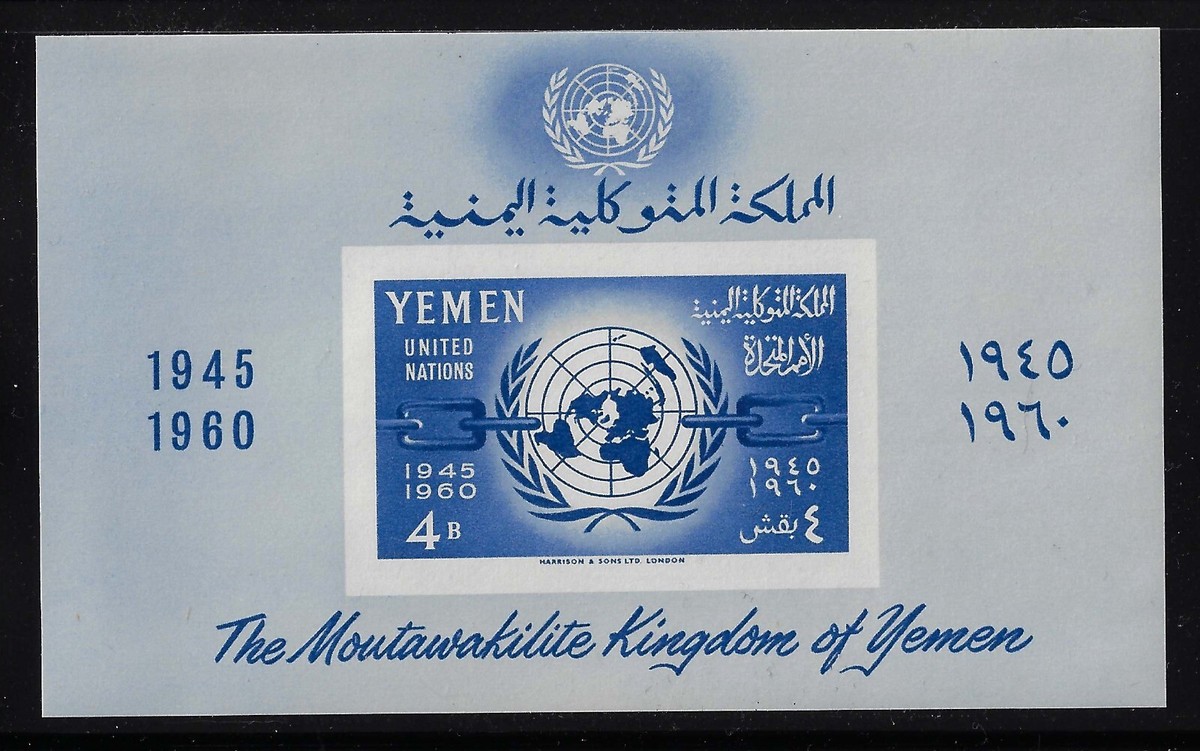 المملكة المتوكلية اليمنية
YEMEN
المملكة المتوكلية اليمنية
UNITED
NATIONS
الأمم المتحدة
1945
1960
١٩٤٥
١٩٦٠
1945
1960
١٩٤٥
١٩٦٠
4 B
٤ بقش
HARRISON & SONS LTD. LONDON
The Moutawakilite Kingdom of Yemen